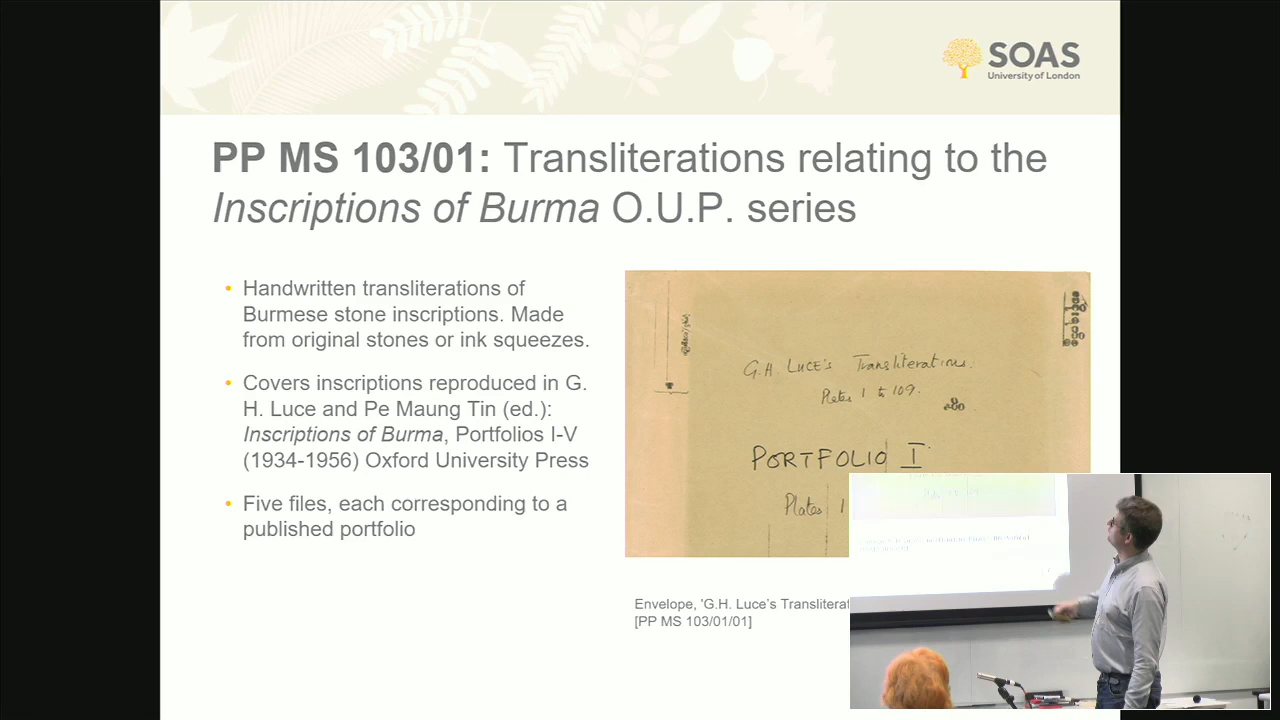 SOAS
University of London
PP MS 103/01: Transliterations relating to the
Inscriptions of Burma O.U.P. series
• Handwritten transliterations of
Burmese stone inscriptions. Made
from original stones or ink squeezes.
• Covers inscriptions reproduced in G.
H. Luce and Pe Maung Tin (ed.):
Inscriptions of Burma, Portfolios I-V
(1934-1956) Oxford University Press
• Five files, each corresponding to a
published portfolio
G.H. LUCE's Transliterations.
Plates 1 to 109.
PORTFOLIO I
Plates 1
Envelope, 'G.H. Luce's Transliterat
[PP MS 103/01/01]